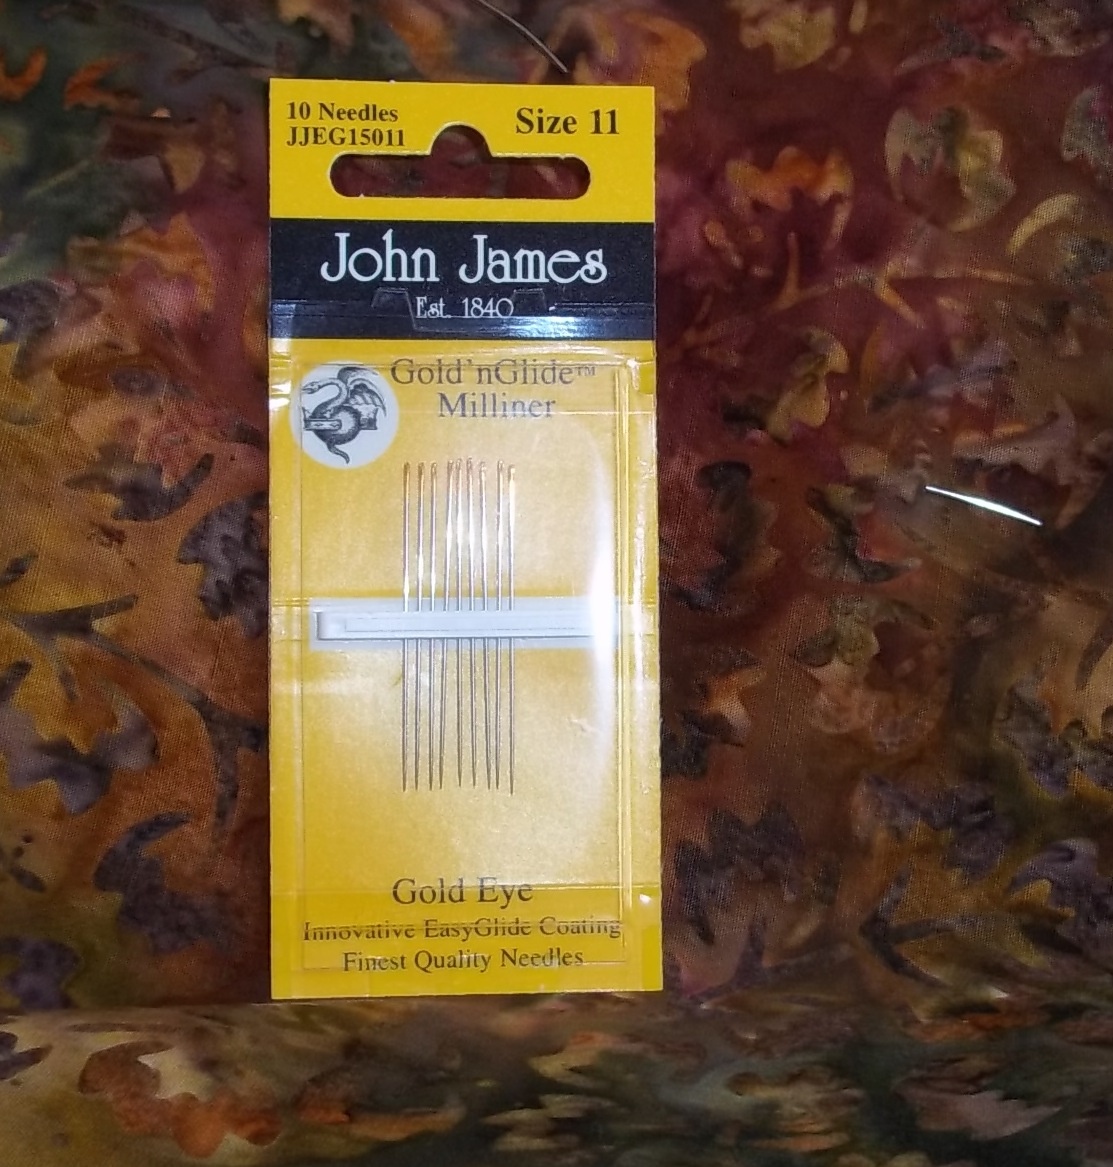 10 Needles
JJEG15011
Size 11
John James
Est. 1840
Gold'nGlide™
Milliner
Gold Eye
Innovative EasyGlide Coating
Finest Quality Needles